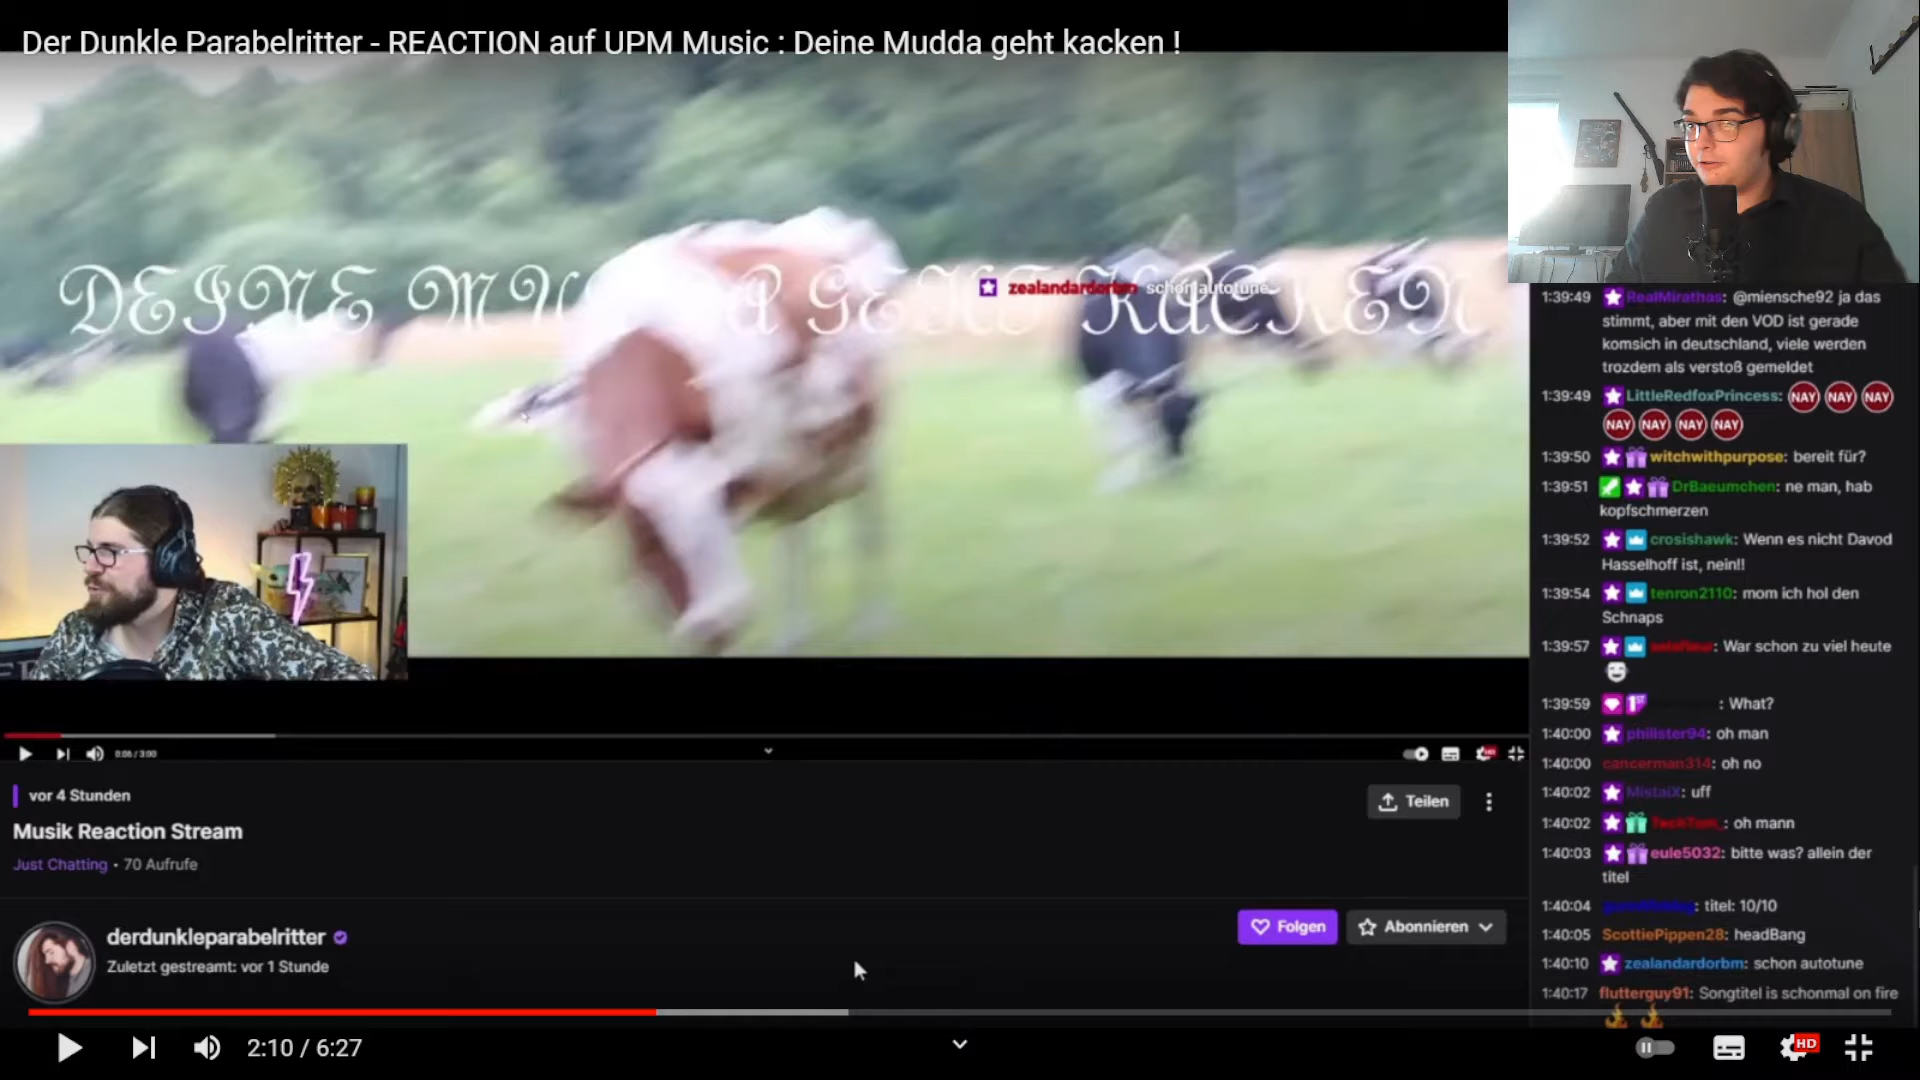 Der Dunkle Parabelritter - REACTION auf UPM Music : Deine Mudda geht kacken !
DEINE MU A GEHT KACKEN
zealandardorbm schon autotune
1:39:49 RealMirathas: @miensche92 ja das
stimmt, aber mit den VOD ist gerade
komsich in deutschland, viele werden
trozdem als verstoß gemeldet
1:39:49 LittleRedfoxPrincess: NAY NAY NAY
NAY NAY NAY NAY
1:39:50 witchwithpurpose: bereit für?
1:39:51 DrBaeumchen: ne man, hab
kopfschmerzen
1:39:52 crosishawk: Wenn es nicht Davod
Hasselhoff ist, nein!!
1:39:54 tenron2110: mom ich hol den
Schnaps
1:39:57 : War schon zu viel heute
1:39:59 1ST : What?
1:40:00 philister94: oh man
1:40:00 cancerman314: oh no
1:40:02 MistaiX: uff
1:40:02 TechTom_: oh mann
1:40:03 eule5032: bitte was? allein der
titel
1:40:04 : titel: 10/10
1:40:05 ScottiePippen28: headBang
1:40:10 zealandardorbm: schon autotune
1:40:17 flutterguy91: Songtitel is schonmal on fire
0:06 / 3:00
vor 4 Stunden
Teilen
Musik Reaction Stream
Just Chatting • 70 Aufrufe
derdunkleparabelritter
Folgen
Abonnieren
Zuletzt gestreamt: vor 1 Stunde
2:10 / 6:27
HD